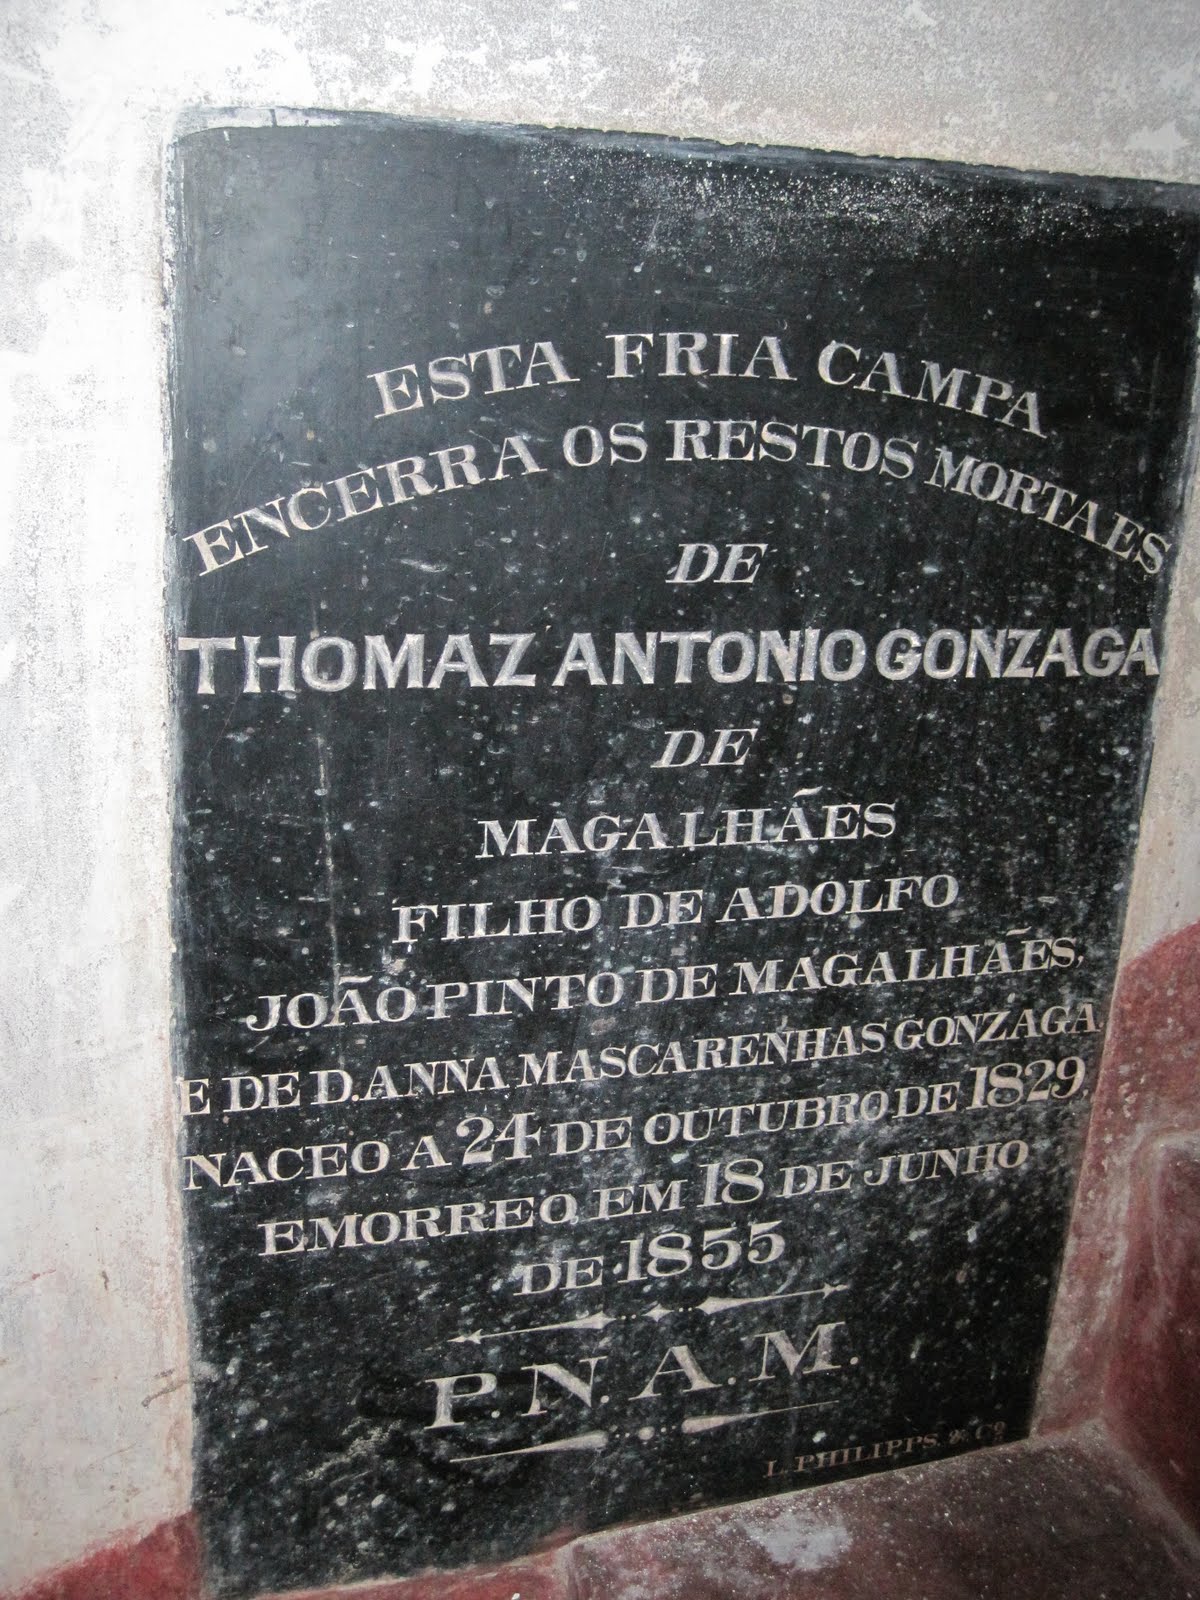 ESTA FRIA CAMPA
ENCERRA OS RESTOS MORTAES
DE
THOMAZ ANTONIO GONZAGA
DE
MAGALHÃES
FILHO DE ADOLFO
JOÃO PINTO DE MAGALHÃES,
E DE D. ANNA MASCARENHAS GONZAGA
NACEO A 24 DE OUTUBRO DE 1829,
EMORREO EM 18 DE JUNHO
DE 1855
P. N. A. M.
L. PHILIPPS. & Cº